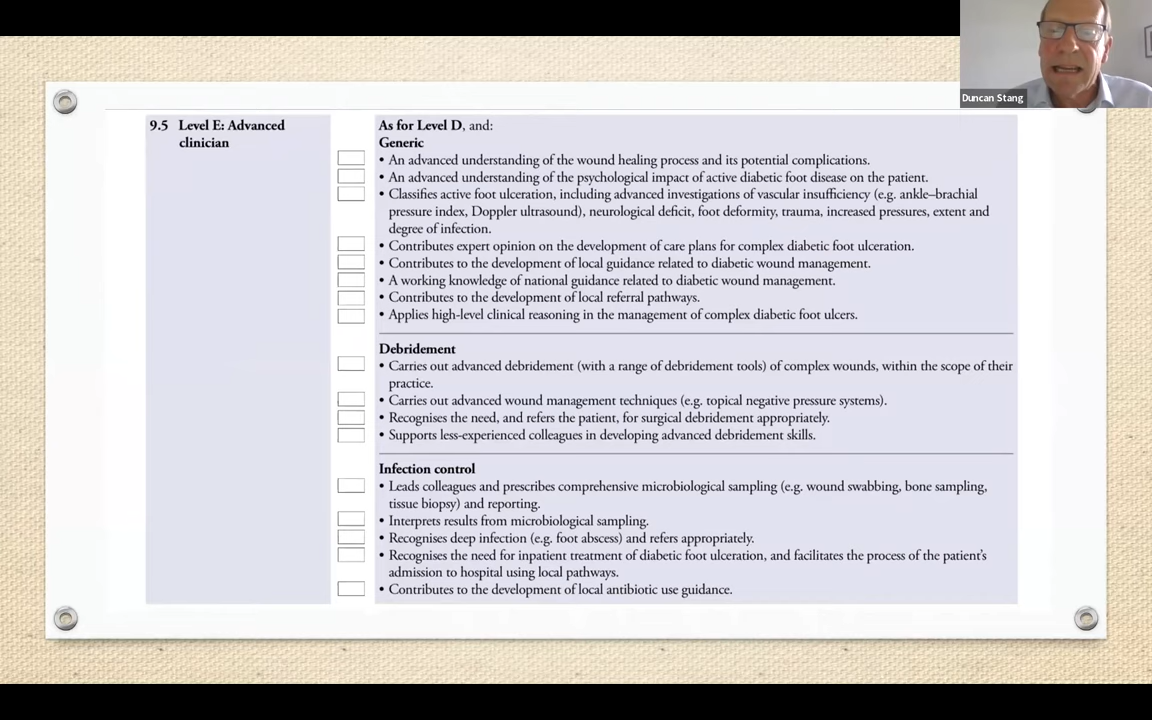 Duncan Stang
9.5 Level E: Advanced
clinician
As for Level D, and:
Generic
• An advanced understanding of the wound healing process and its potential complications.
• An advanced understanding of the psychological impact of active diabetic foot disease on the patient.
• Classifies active foot ulceration, including advanced investigations of vascular insufficiency (e.g. ankle–brachial
pressure index, Doppler ultrasound), neurological deficit, foot deformity, trauma, increased pressures, extent and
degree of infection.
• Contributes expert opinion on the development of care plans for complex diabetic foot ulceration.
• Contributes to the development of local guidance related to diabetic wound management.
• A working knowledge of national guidance related to diabetic wound management.
• Contributes to the development of local referral pathways.
• Applies high-level clinical reasoning in the management of complex diabetic foot ulcers.
Debridement
• Carries out advanced debridement (with a range of debridement tools) of complex wounds, within the scope of their
practice.
• Carries out advanced wound management techniques (e.g. topical negative pressure systems).
• Recognises the need, and refers the patient, for surgical debridement appropriately.
• Supports less-experienced colleagues in developing advanced debridement skills.
Infection control
• Leads colleagues and prescribes comprehensive microbiological sampling (e.g. wound swabbing, bone sampling,
tissue biopsy) and reporting.
• Interprets results from microbiological sampling.
• Recognises deep infection (e.g. foot abscess) and refers appropriately.
• Recognises the need for inpatient treatment of diabetic foot ulceration, and facilitates the process of the patient's
admission to hospital using local pathways.
• Contributes to the development of local antibiotic use guidance.